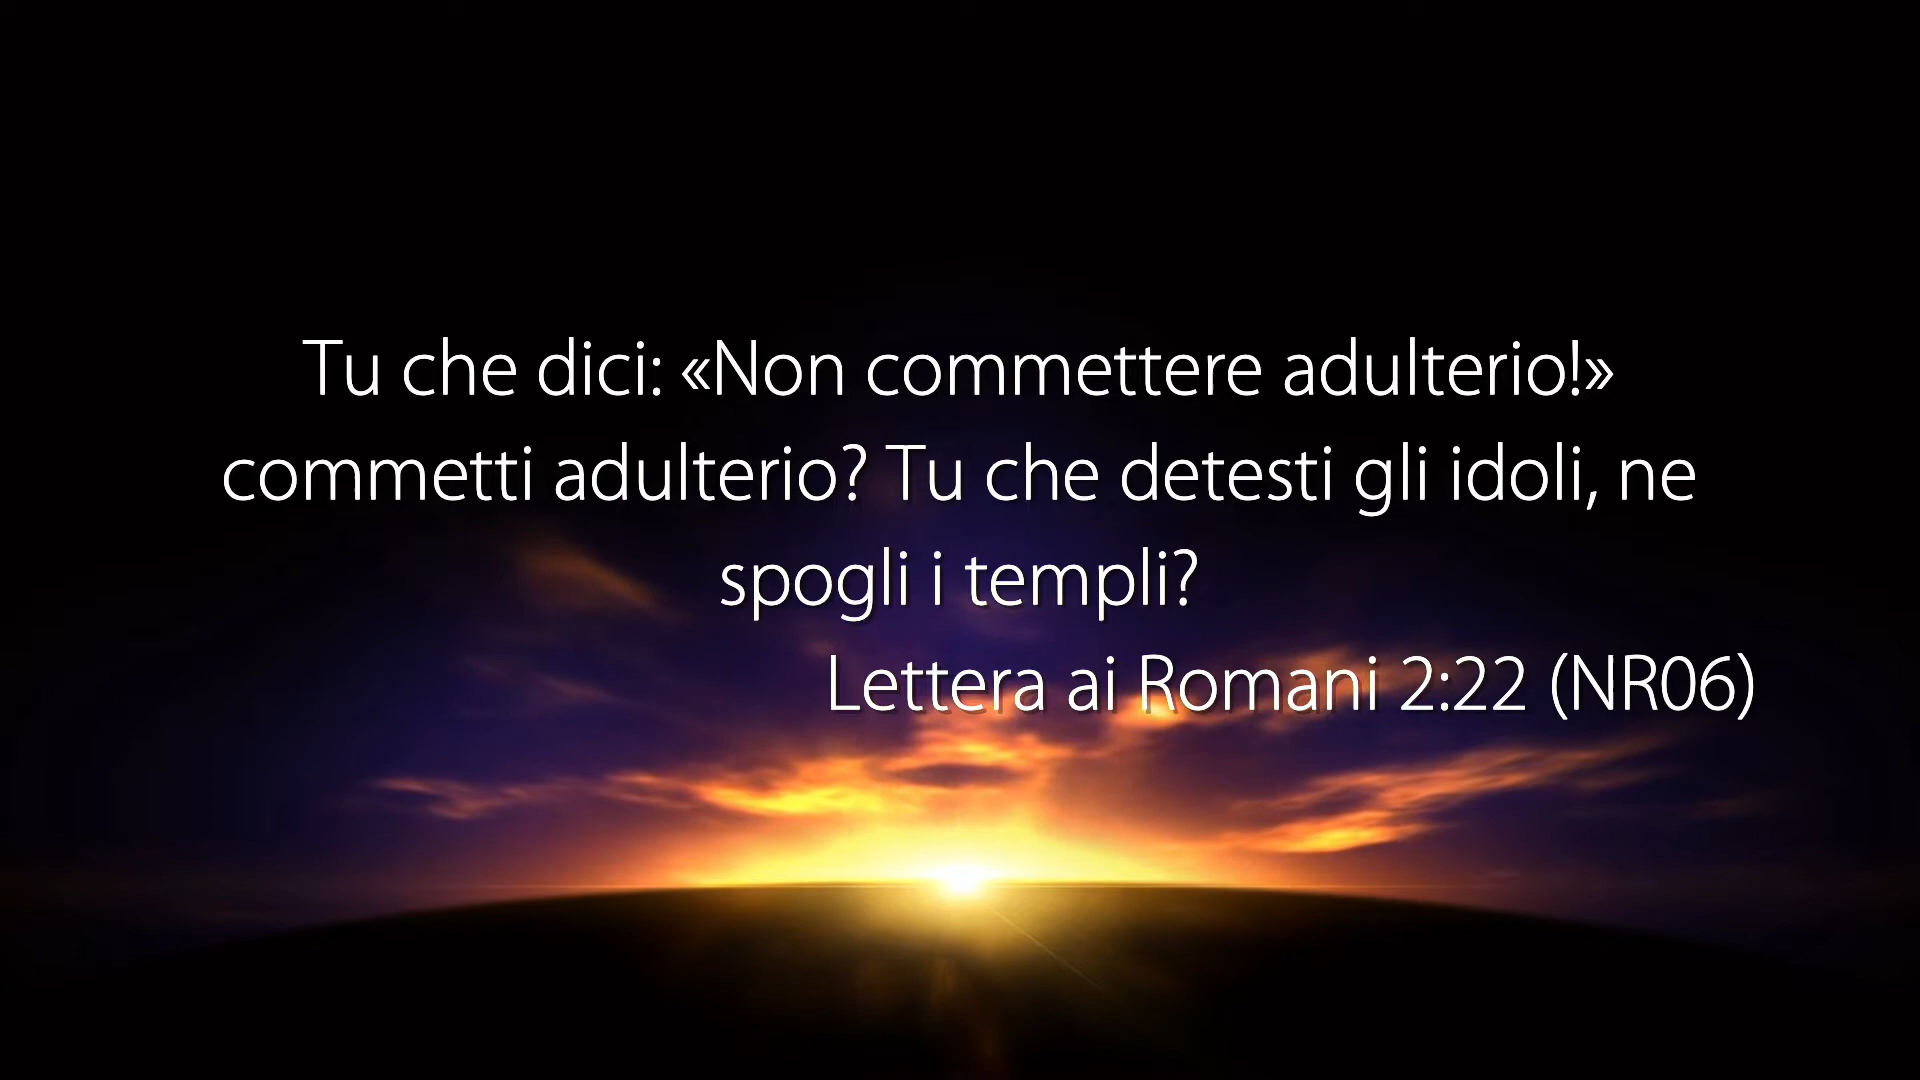 Tu che dici: «Non commettere adulterio!»
commetti adulterio? Tu che detesti gli idoli, ne
spogli i templi?
Lettera ai Romani 2:22 (NR06)